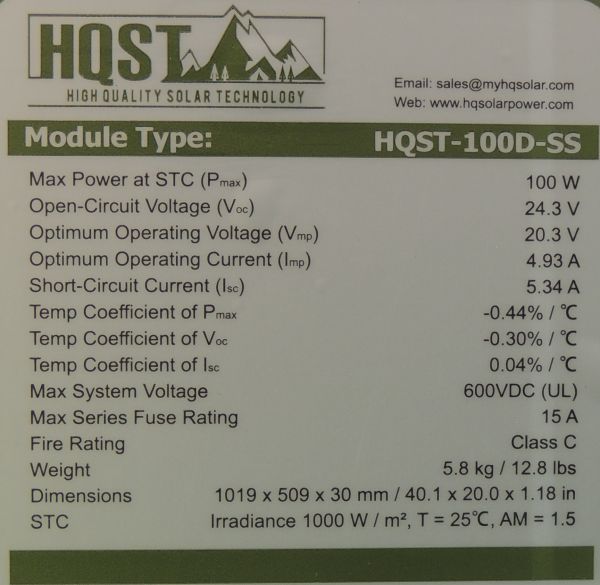 HQST
HIGH QUALITY SOLAR TECHNOLOGY
Email: sales@myhqsolar.com
Web: www.hqsolarpower.com
Module Type: HQST-100D-SS
Max Power at STC (Pmax) 100 W
Open-Circuit Voltage (Voc) 24.3 V
Optimum Operating Voltage (Vmp) 20.3 V
Optimum Operating Current (Imp) 4.93 A
Short-Circuit Current (Isc) 5.34 A
Temp Coefficient of Pmax -0.44% / ℃
Temp Coefficient of Voc -0.30% / ℃
Temp Coefficient of Isc 0.04% / ℃
Max System Voltage 600VDC (UL)
Max Series Fuse Rating 15 A
Fire Rating Class C
Weight 5.8 kg / 12.8 lbs
Dimensions 1019 x 509 x 30 mm / 40.1 x 20.0 x 1.18 in
STC Irradiance 1000 W / m², T = 25℃, AM = 1.5